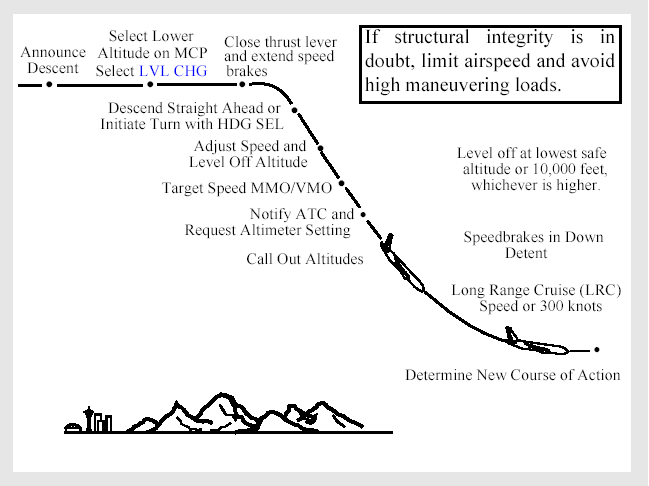 Announce
Descent
Select Lower
Altitude on MCP
Select LVL CHG
Close thrust lever
and extend speed
brakes
If structural integrity is in
doubt, limit airspeed and avoid
high maneuvering loads.
Descend Straight Ahead or
Initiate Turn with HDG SEL
Adjust Speed and
Level Off Altitude
Target Speed MMO/VMO
Notify ATC and
Request Altimeter Setting
Call Out Altitudes
Level off at lowest safe
altitude or 10,000 feet,
whichever is higher.
Speedbrakes in Down
Detent
Long Range Cruise (LRC)
Speed or 300 knots
Determine New Course of Action